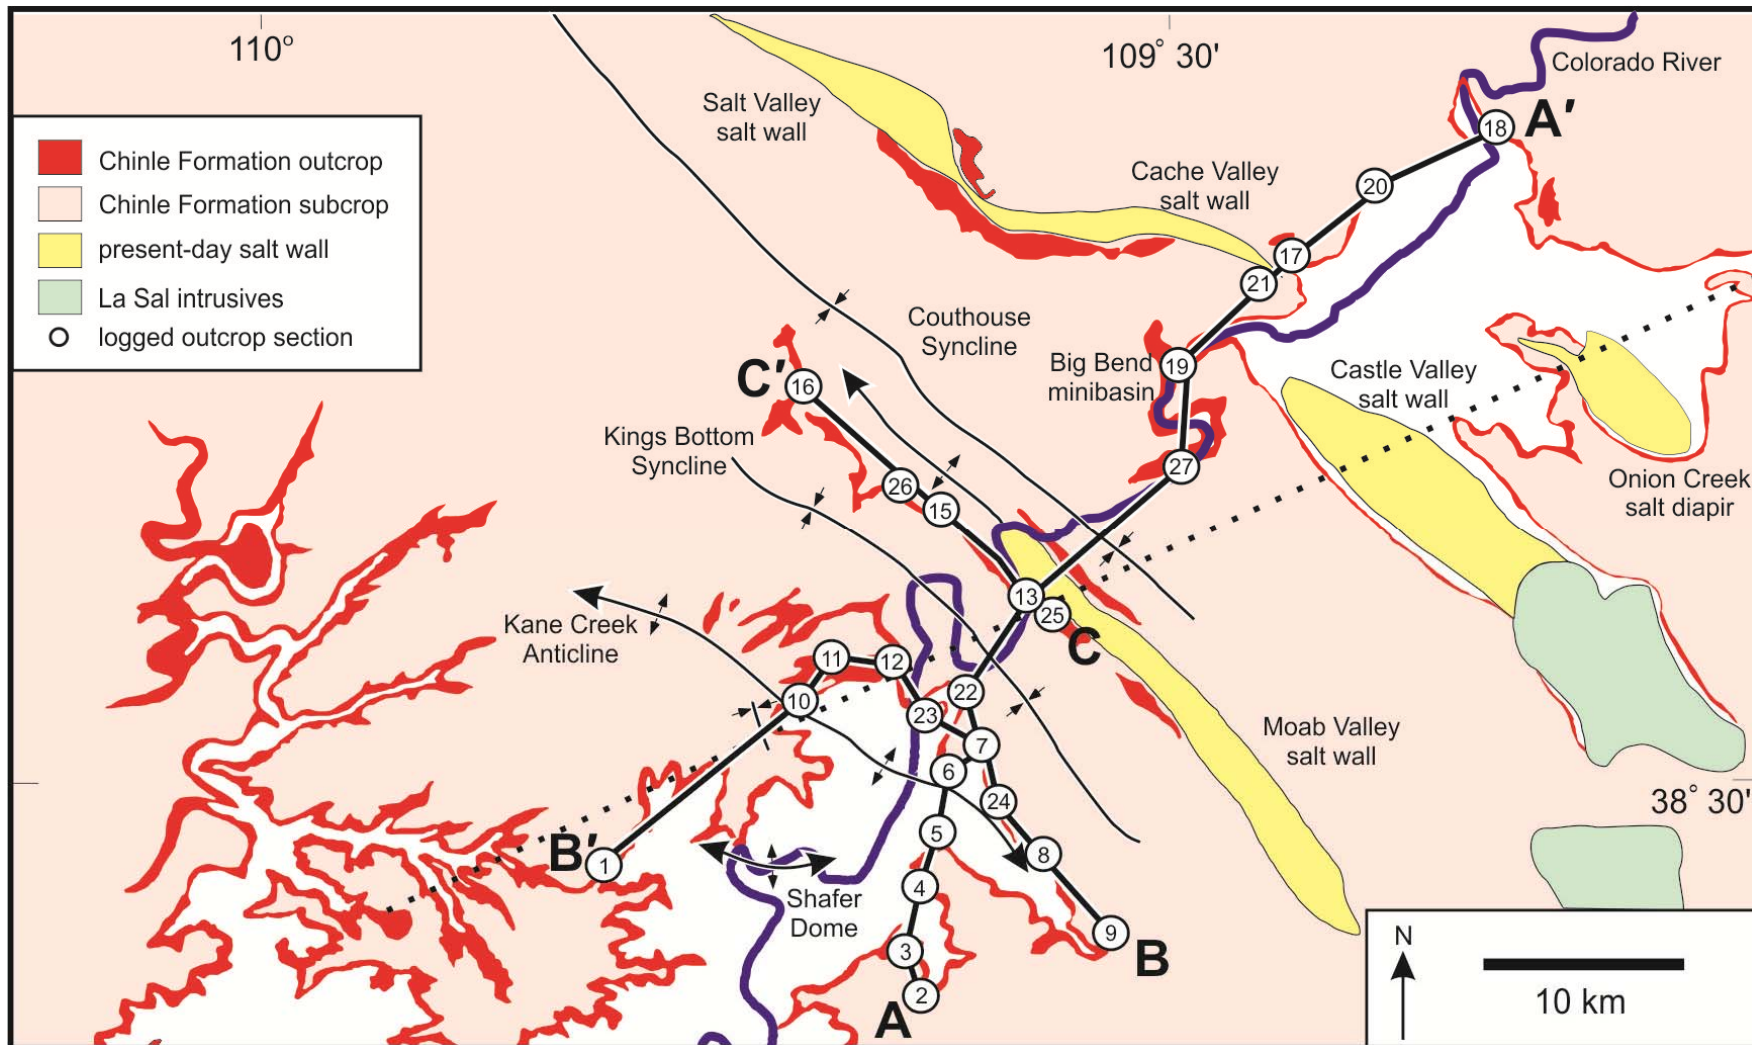 110°
109° 30'
Colorado River
Salt Valley
salt wall
A'
18
Chinle Formation outcrop
Chinle Formation subcrop
present-day salt wall
La Sal intrusives
logged outcrop section
Cache Valley
salt wall
20
17
21
Couthouse
Syncline
Big Bend
minibasin
19
Castle Valley
salt wall
C'
16
Kings Bottom
Syncline
27
Onion Creek
salt diapir
26
15
13
25
C
Kane Creek
Anticline
11
12
10
22
23
7
Moab Valley
salt wall
6
24
38° 30'
5
8
B'
1
4
Shafer
Dome
9
B
3
2
A
N
10 km